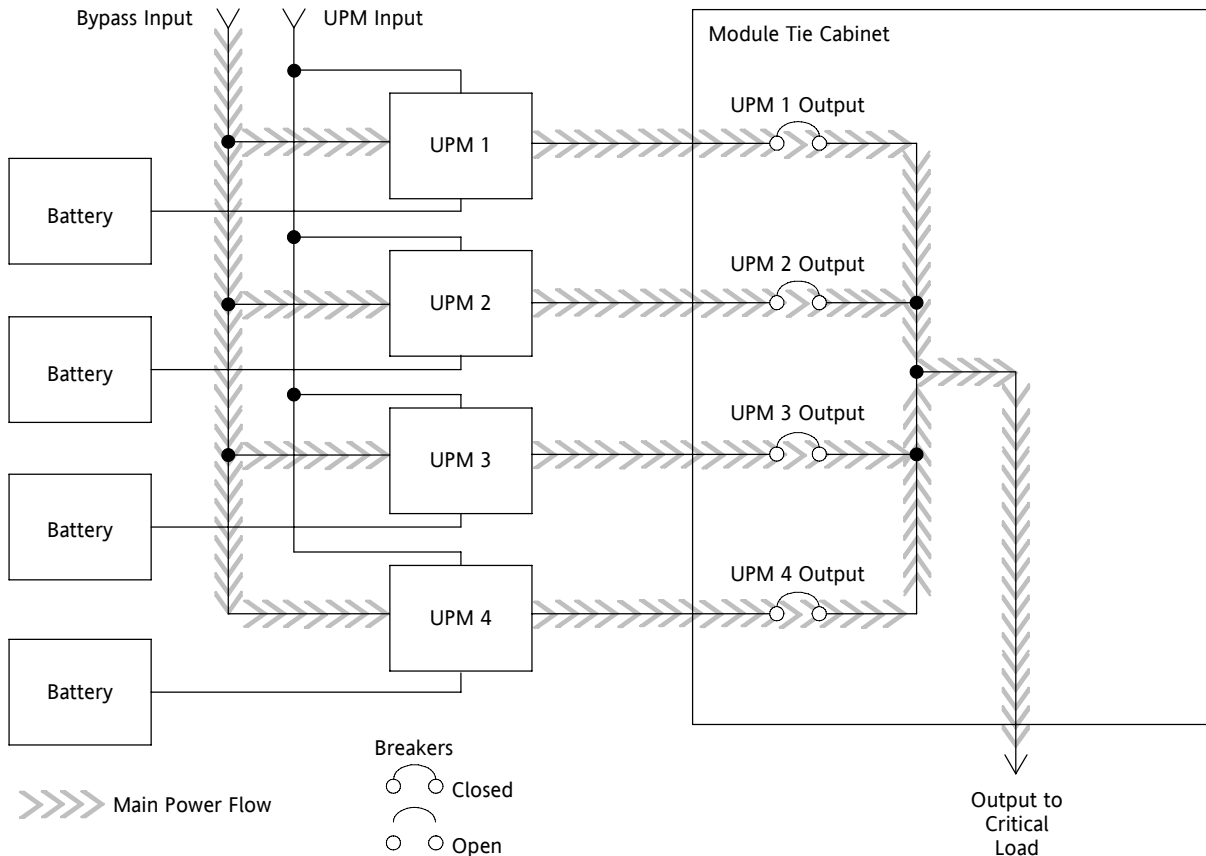 Bypass Input
UPM Input
Module Tie Cabinet
UPM 1 Output
UPM 1
Battery
UPM 2 Output
UPM 2
Battery
UPM 3 Output
UPM 3
Battery
UPM 4 Output
UPM 4
Battery
Breakers
Closed
Open
Main Power Flow
Output to
Critical
Load